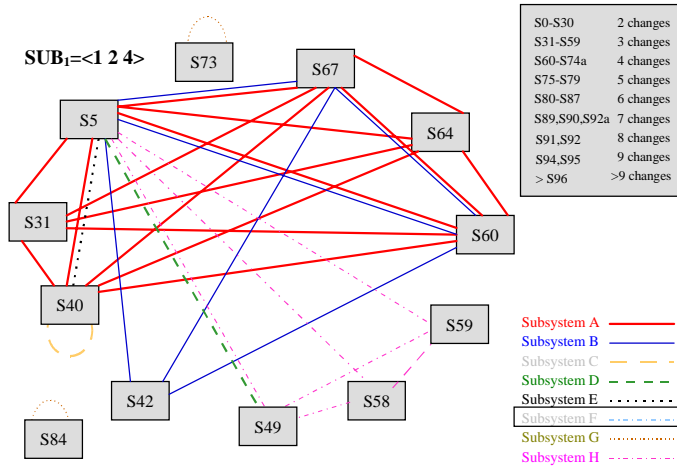 SUB1=<1 2 4>
S73
S67
S5
S64
S31
S60
S40
S59
S42
S58
S49
S84
S0-S30 2 changes
S31-S59 3 changes
S60-S74a 4 changes
S75-S79 5 changes
S80-S87 6 changes
S89,S90,S92a 7 changes
S91,S92 8 changes
S94,S95 9 changes
> S96 >9 changes
Subsystem A
Subsystem B
Subsystem C
Subsystem D
Subsystem E
Subsystem F
Subsystem G
Subsystem H